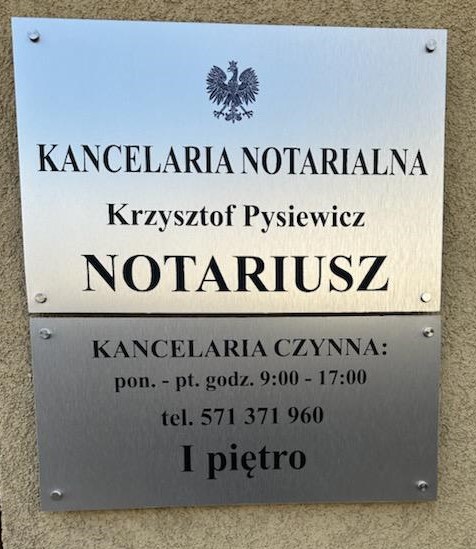 KANCELARIA NOTARIALNA
Krzysztof Pysiewicz
NOTARIUSZ
KANCELARIA CZYNNA:
pon. - pt. godz. 9:00 - 17:00
tel. 571 371 960
I piętro